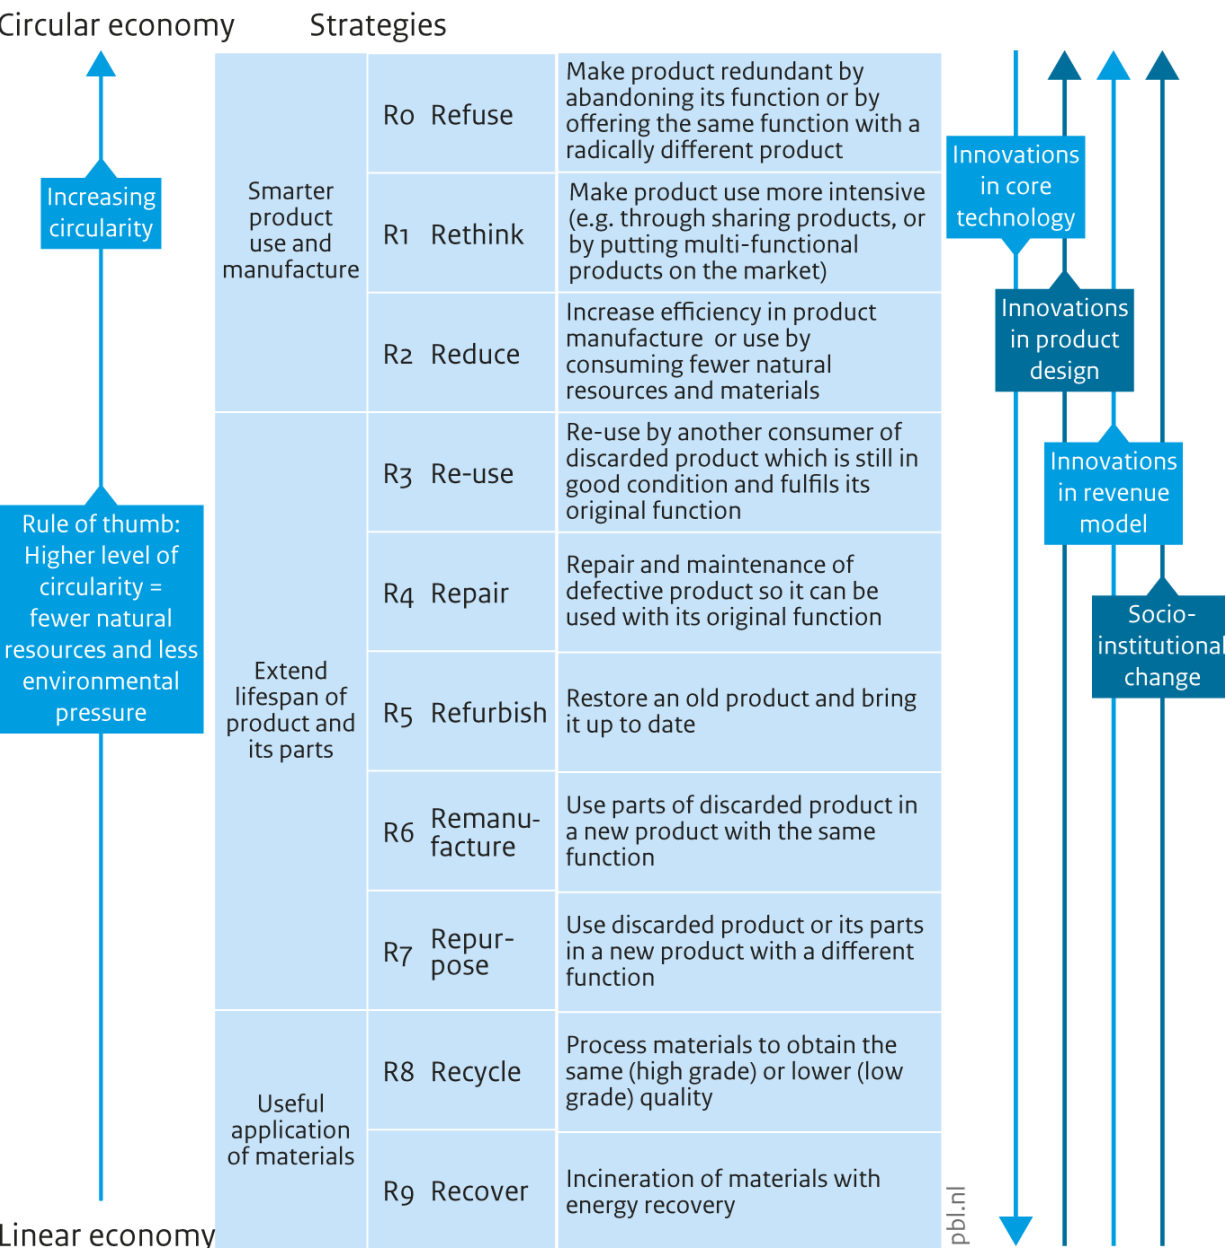 Circular economy
Strategies
Increasing
circularity
Rule of thumb:
Higher level of
circularity =
fewer natural
resources and less
environmental
pressure
Linear economy
Smarter
product
use and
manufacture
R0 Refuse
Make product redundant by
abandoning its function or by
offering the same function with a
radically different product
R1 Rethink
Make product use more intensive
(e.g. through sharing products, or
by putting multi-functional
products on the market)
R2 Reduce
Increase efficiency in product
manufacture or use by
consuming fewer natural
resources and materials
Extend
lifespan of
product and
its parts
R3 Re-use
Re-use by another consumer of
discarded product which is still in
good condition and fulfils its
original function
R4 Repair
Repair and maintenance of
defective product so it can be
used with its original function
R5 Refurbish
Restore an old product and bring
it up to date
R6 Remanu-
facture
Use parts of discarded product in
a new product with the same
function
R7 Repur-
pose
Use discarded product or its parts
in a new product with a different
function
Useful
application
of materials
R8 Recycle
Process materials to obtain the
same (high grade) or lower (low
grade) quality
R9 Recover
Incineration of materials with
energy recovery
pbl.nl
Innovations
in core
technology
Innovations
in product
design
Innovations
in revenue
model
Socio-
institutional
change